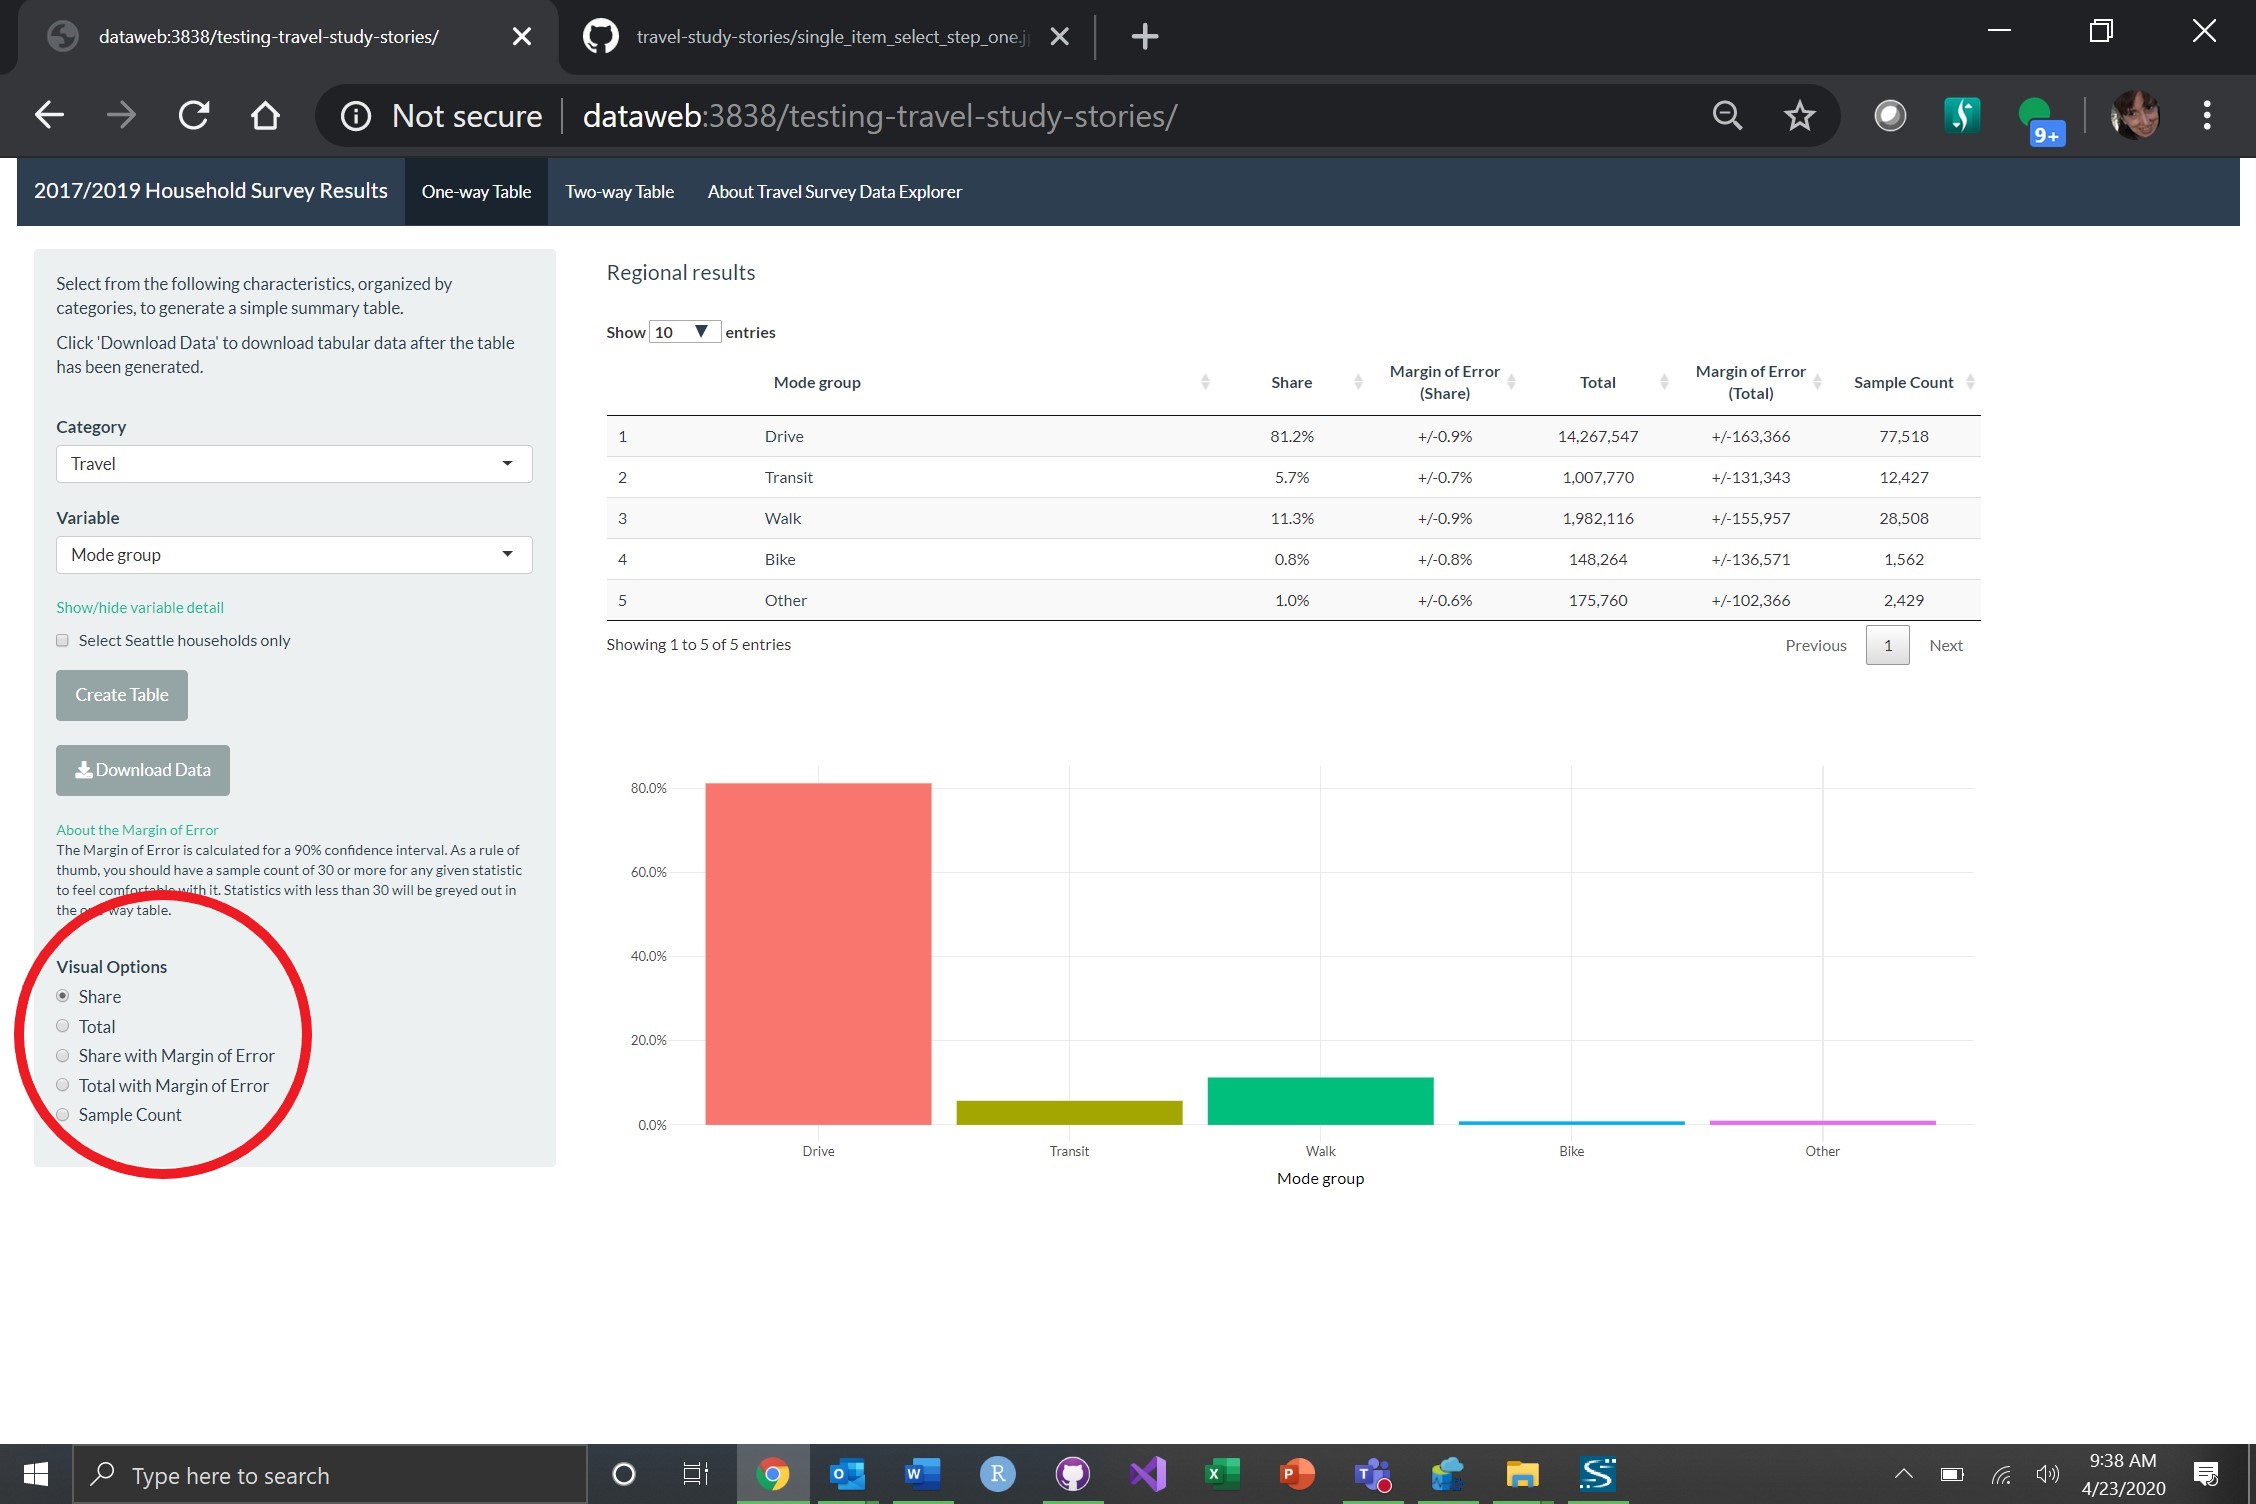 dataweb:3838/testing-travel-study-stories/
travel-study-stories/single_item_select_step_one.j
Not secure
dataweb:3838/testing-travel-study-stories/
9+
2017/2019 Household Survey Results
One-way Table
Two-way Table
About Travel Survey Data Explorer
Select from the following characteristics, organized by
categories, to generate a simple summary table.
Click 'Download Data' to download tabular data after the table
has been generated.
Category
Travel
Variable
Mode group
Show/hide variable detail
Select Seattle households only
Create Table
Download Data
About the Margin of Error
The Margin of Error is calculated for a 90% confidence interval. As a rule of
thumb, you should have a sample count of 30 or more for any given statistic
to feel comfortable with it. Statistics with less than 30 will be greyed out in
the one-way table.
Visual Options
Share
Total
Share with Margin of Error
Total with Margin of Error
Sample Count
Regional results
Show 10 entries
Mode group Share Margin of Error (Share) Total Margin of Error (Total) Sample Count
1 Drive 81.2% +/-0.9% 14,267,547 +/-163,366 77,518
2 Transit 5.7% +/-0.7% 1,007,770 +/-131,343 12,427
3 Walk 11.3% +/-0.9% 1,982,116 +/-155,957 28,508
4 Bike 0.8% +/-0.8% 148,264 +/-136,571 1,562
5 Other 1.0% +/-0.6% 175,760 +/-102,366 2,429
Showing 1 to 5 of 5 entries
Previous 1 Next
80.0%
60.0%
40.0%
20.0%
0.0%
Drive Transit Walk Bike Other
Mode group
Type here to search
9:38 AM
4/23/2020